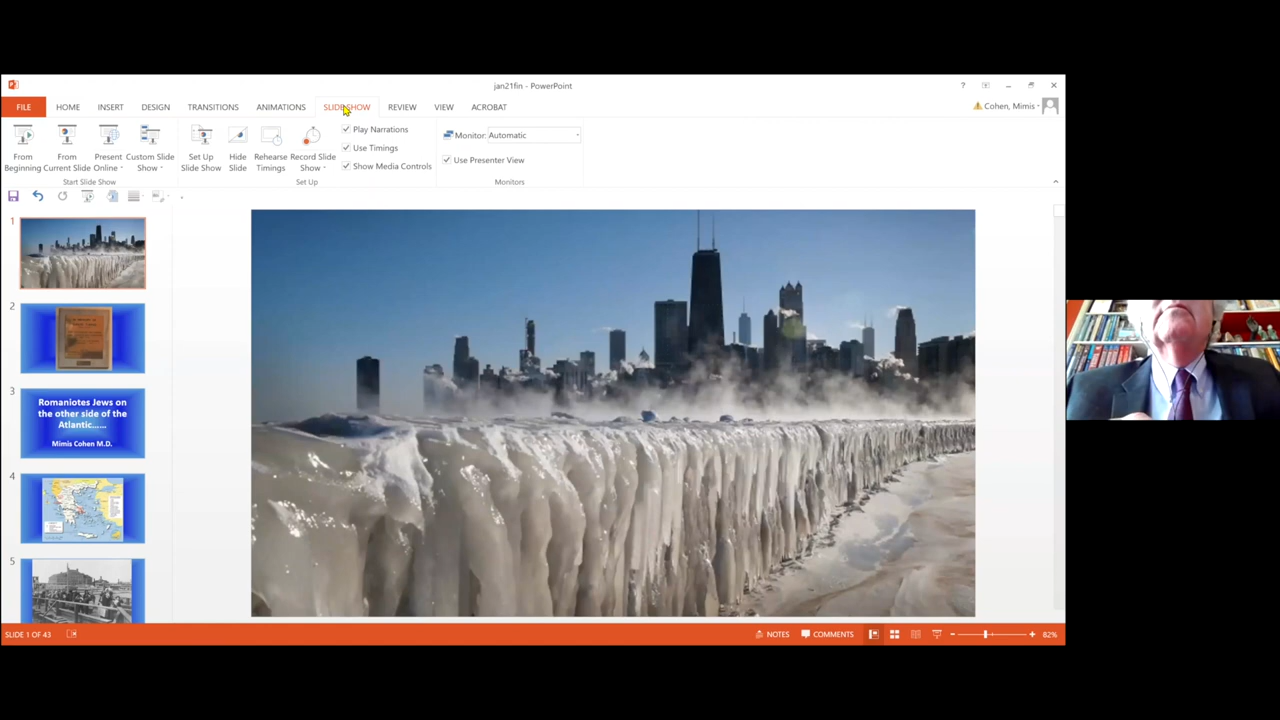 jan21fin - PowerPoint
FILE HOME INSERT DESIGN TRANSITIONS ANIMATIONS SLIDE SHOW REVIEW VIEW ACROBAT
Cohen, Mimis
From Beginning
From Current Slide
Present Online
Custom Slide Show
Start Slide Show
Set Up Slide Show
Hide Slide
Rehearse Timings
Record Slide Show
Play Narrations
Use Timings
Show Media Controls
Set Up
Monitor: Automatic
Use Presenter View
Monitors
1
2
3
Romaniotes Jews on
the other side of the
Atlantic......
Mimis Cohen M.D.
4
5
SLIDE 1 OF 43
NOTES COMMENTS 82%